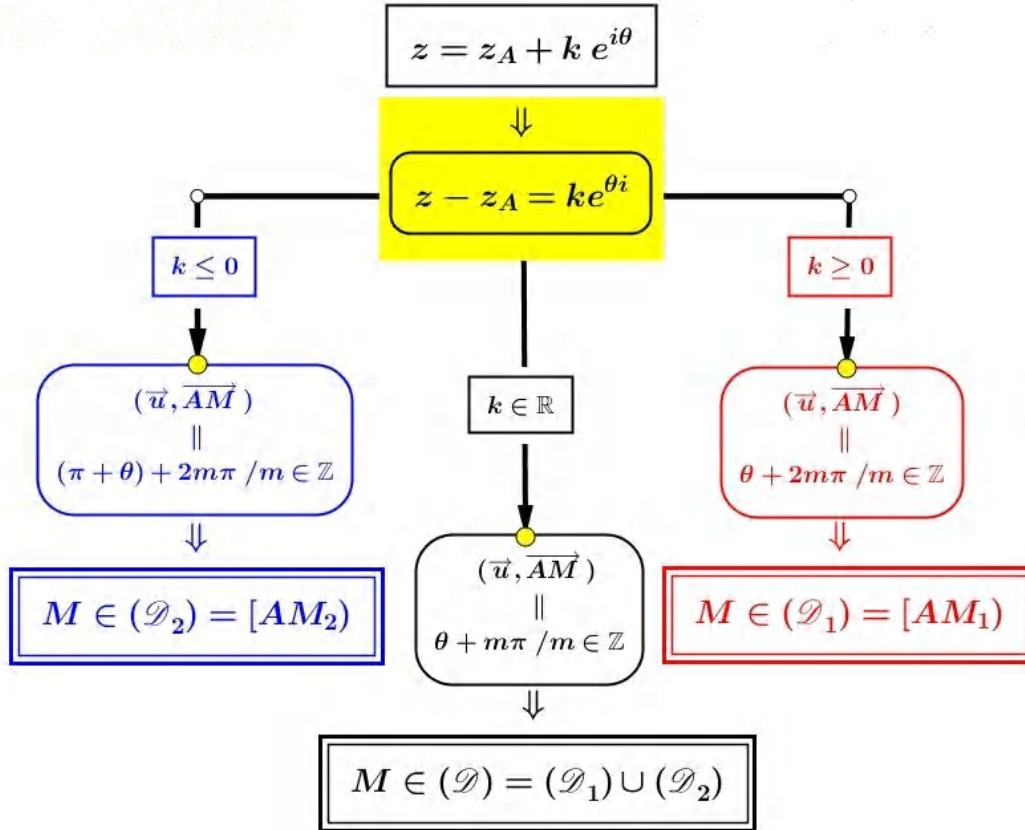 z = z_A + k e^{iθ}
⇓
z − z_A = ke^{θi}
k ≤ 0
(u⃗, AM⃗)
||
(π + θ) + 2mπ /m ∈ ℤ
⇓
M ∈ (𝒟₂) = [AM₂)
k ∈ ℝ
(u⃗, AM⃗)
||
θ + mπ /m ∈ ℤ
⇓
M ∈ (𝒟) = (𝒟₁) ∪ (𝒟₂)
k ≥ 0
(u⃗, AM⃗)
||
θ + 2mπ /m ∈ ℤ
⇓
M ∈ (𝒟₁) = [AM₁)